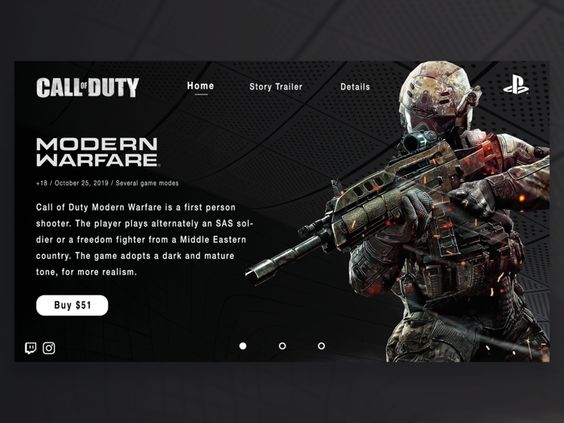 CALL OF DUTY
Home
Story Trailer
Details
MODERN
WARFARE
+18 / October 25, 2019 / Several game modes
Call of Duty Modern Warfare is a first person
shooter. The player plays alternately an SAS sol-
dier or a freedom fighter from a Middle Eastern
country. The game adopts a dark and mature
tone, for more realism.
Buy $51